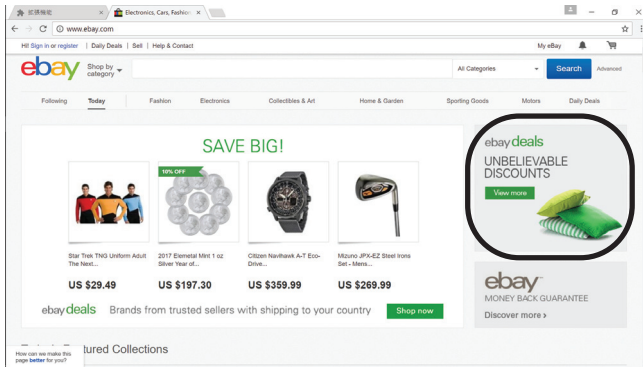 拡張機能
Electronics, Cars, Fashion
www.ebay.com
Hi! Sign in or register | Daily Deals | Sell | Help & Contact
My eBay
ebay
Shop by category
All Categories
Search
Advanced
Following Today Fashion Electronics Collectibles & Art Home & Garden Sporting Goods Motors Daily Deals
SAVE BIG!
10% OFF
Star Trek TNG Uniform Adult
The Next...
US $29.49
2017 Elemetal Mint 1 oz
Silver Year of...
US $197.30
Citizen Navihawk A-T Eco-
Drive...
US $359.99
Mizuno JPX-EZ Steel Irons
Set - Mens...
US $269.99
ebay deals Brands from trusted sellers with shipping to your country
Shop now
ebay deals
UNBELIEVABLE
DISCOUNTS
View more
ebay
MONEY BACK GUARANTEE
Discover more >
Collections
How can we make this
page better for you?